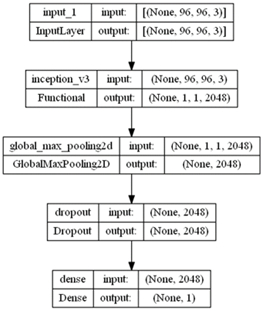 input_1 input: [(None, 96, 96, 3)]
InputLayer output: [(None, 96, 96, 3)]
inception_v3 input: (None, 96, 96, 3)
Functional output: (None, 1, 1, 2048)
global_max_pooling2d input: (None, 1, 1, 2048)
GlobalMaxPooling2D output: (None, 2048)
dropout input: (None, 2048)
Dropout output: (None, 2048)
dense input: (None, 2048)
Dense output: (None, 1)